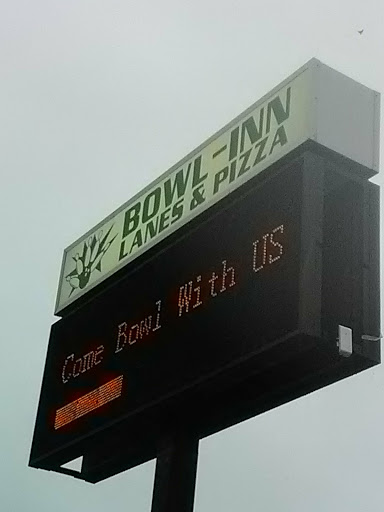 BOWL-INN
LANES & PIZZA
Come Bowl With US